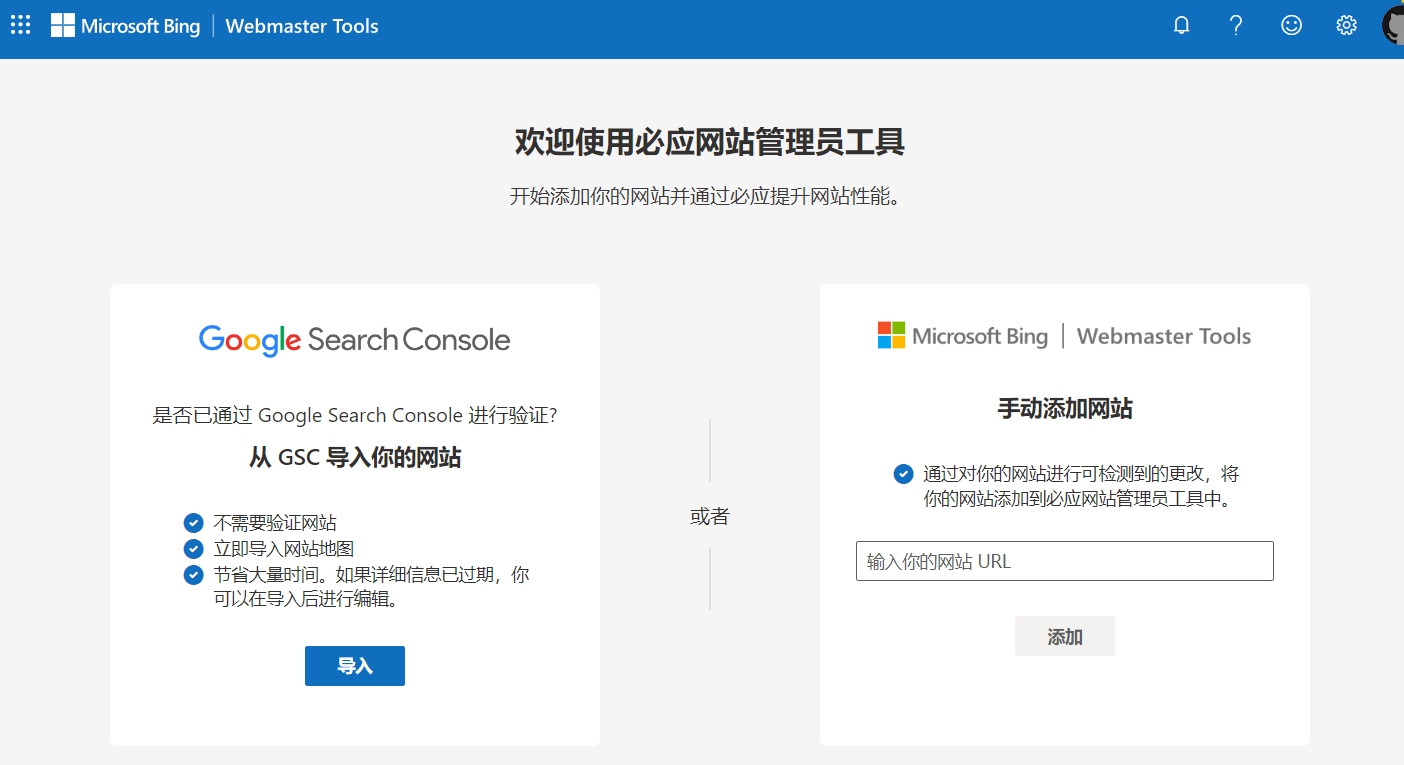 Microsoft Bing | Webmaster Tools
欢迎使用必应网站管理员工具
开始添加你的网站并通过必应提升网站性能。
Google Search Console
是否已通过 Google Search Console 进行验证?
从 GSC 导入你的网站
不需要验证网站
立即导入网站地图
节省大量时间。如果详细信息已过期，你
可以在导入后进行编辑。
导入
或者
Microsoft Bing | Webmaster Tools
手动添加网站
通过对你的网站进行可检测到的更改，将
你的网站添加到必应网站管理员工具中。
输入你的网站 URL
添加